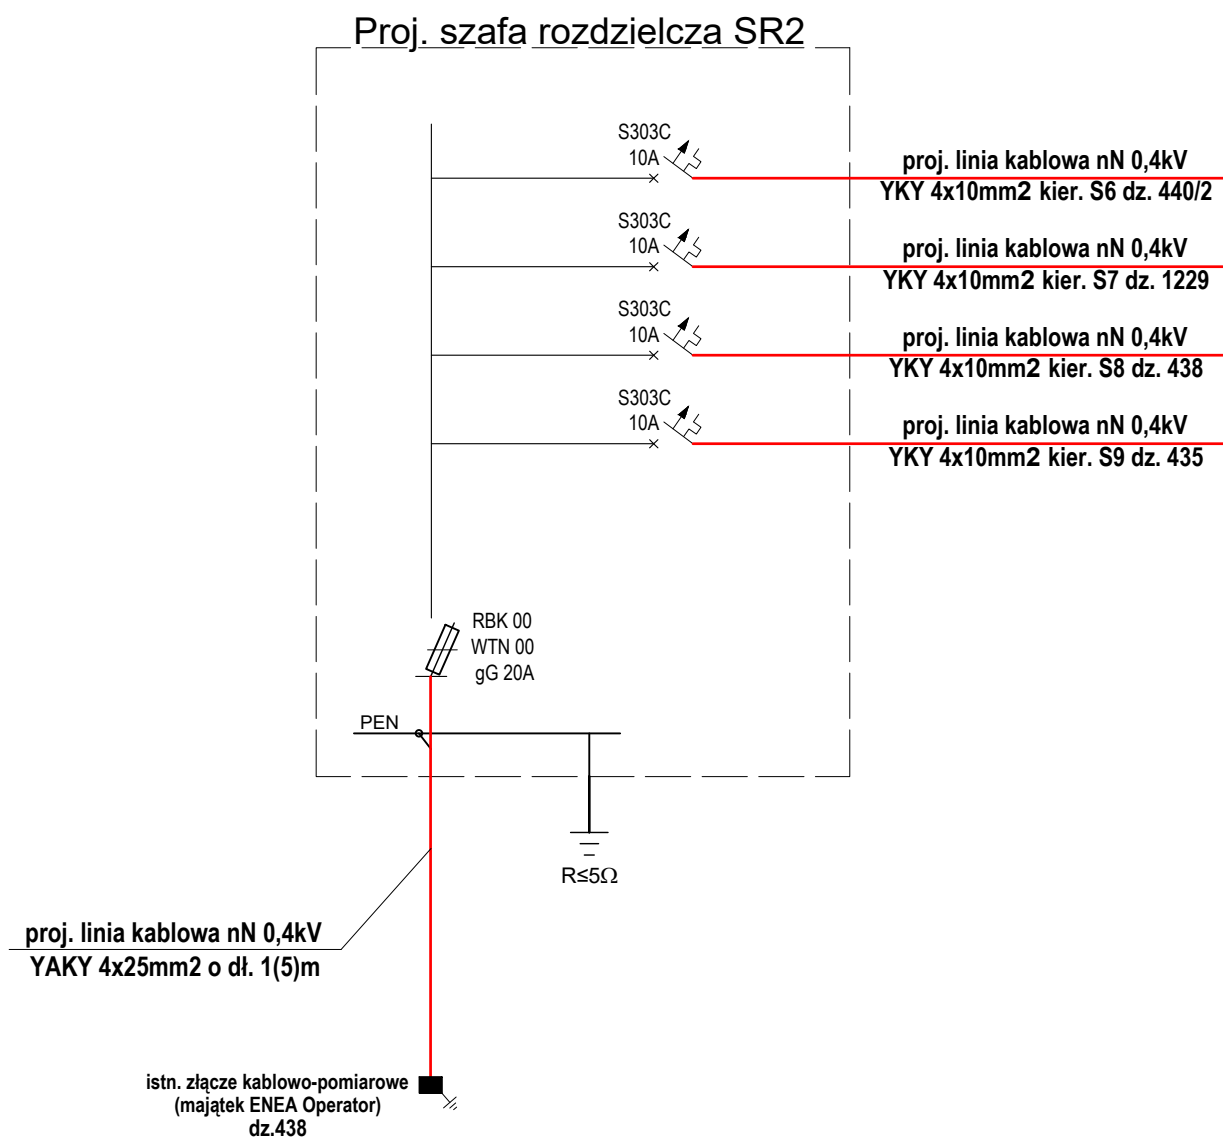 Proj. szafa rozdzielcza SR2
S303C
10A
proj. linia kablowa nN 0,4kV
YKY 4x10mm2 kier. S6 dz. 440/2
S303C
10A
proj. linia kablowa nN 0,4kV
YKY 4x10mm2 kier. S7 dz. 1229
S303C
10A
proj. linia kablowa nN 0,4kV
YKY 4x10mm2 kier. S8 dz. 438
S303C
10A
proj. linia kablowa nN 0,4kV
YKY 4x10mm2 kier. S9 dz. 435
RBK 00
WTN 00
gG 20A
PEN
R≤5Ω
proj. linia kablowa nN 0,4kV
YAKY 4x25mm2 o dł. 1(5)m
istn. złącze kablowo-pomiarowe
(majątek ENEA Operator)
dz.438